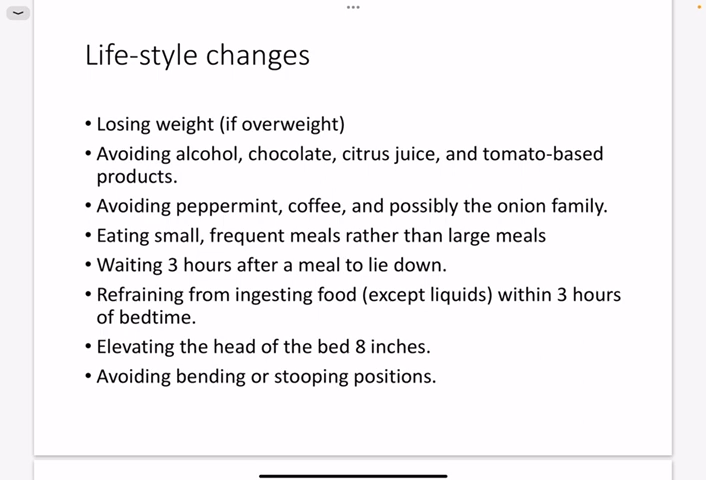 Life-style changes
• Losing weight (if overweight)
• Avoiding alcohol, chocolate, citrus juice, and tomato-based
products.
• Avoiding peppermint, coffee, and possibly the onion family.
• Eating small, frequent meals rather than large meals
• Waiting 3 hours after a meal to lie down.
• Refraining from ingesting food (except liquids) within 3 hours
of bedtime.
• Elevating the head of the bed 8 inches.
• Avoiding bending or stooping positions.